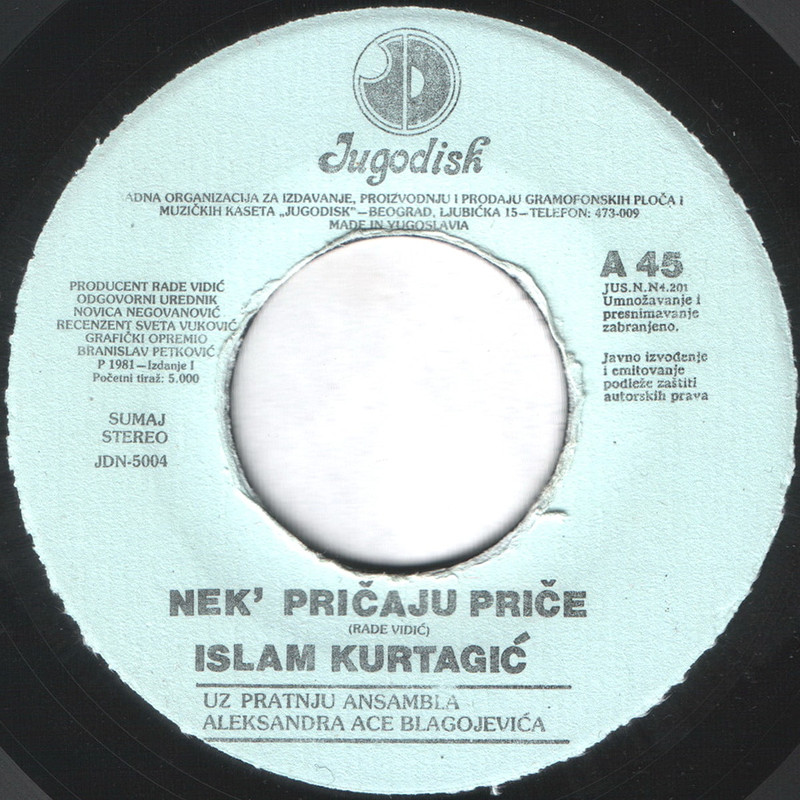 Jugodisk
ADNA ORGANIZACIJA ZA IZDAVANJE, PROIZVODNJU I PRODAJU GRAMOFONSKIH PLOČA I
MUZIČKIH KASETA „JUGODISK"—BEOGRAD, LJUBIĆKA 15—TELEFON: 473-009
MADE IN YUGOSLAVIA
PRODUCENT RADE VIDIĆ
ODGOVORNI UREDNIK
NOVICA NEGOVANOVIĆ
RECENZENT SVETA VUKOVIĆ
GRAFIČKI OPREMIO
BRANISLAV PETKOVIĆ
P 1981—Izdanje I
Početni tiraž: 5.000
SUMAJ
STEREO
JDN-5004
A 45
JUS.N.N4.201
Umnožavanje i
presnimavanje
zabranjeno.
Javno izvođenje
i emitovanje
podleže zaštiti
autorskih prava
NEK' PRIČAJU PRIČE
(RADE VIDIĆ)
ISLAM KURTAGIĆ
UZ PRATNJU ANSAMBLA
ALEKSANDRA ACE BLAGOJEVIĆA